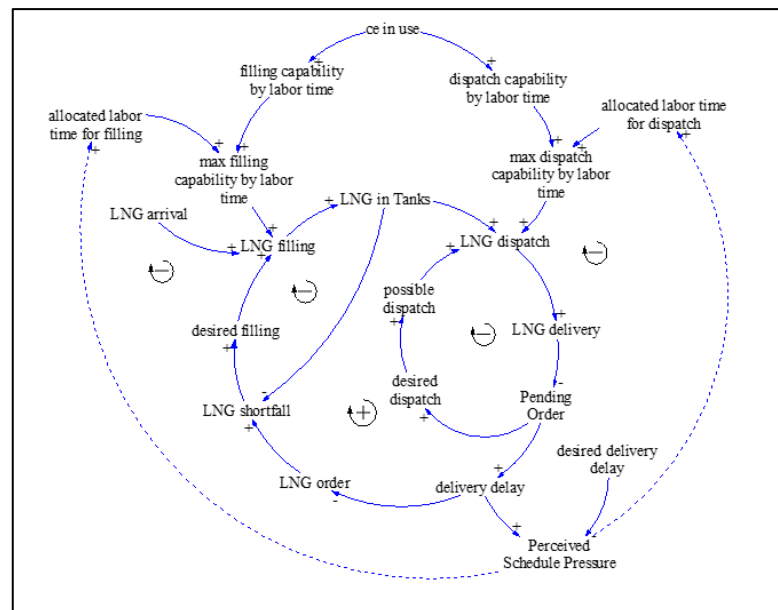 ce in use
filling capability
by labor time
dispatch capability
by labor time
allocated labor
time for filling
allocated labor time
for dispatch
max filling
capability by labor
time
max dispatch
capability by labor
time
LNG in Tanks
LNG arrival
LNG filling
LNG dispatch
possible
dispatch
desired filling
LNG delivery
desired
dispatch
Pending
Order
LNG shortfall
desired delivery
delay
LNG order
delivery delay
Perceived
Schedule Pressure